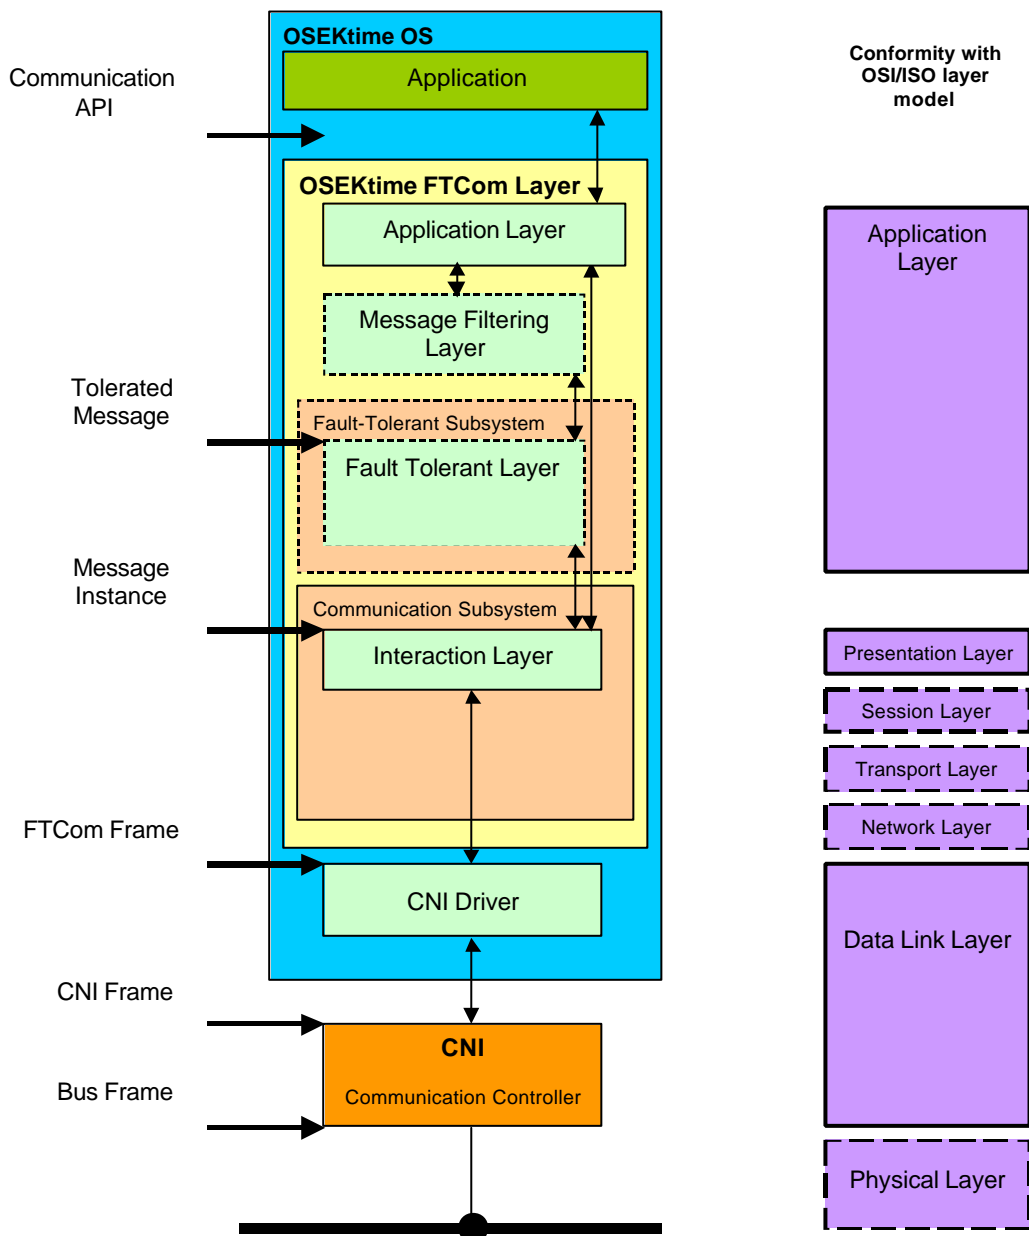 Communication
API
Tolerated
Message
Message
Instance
FTCom Frame
CNI Frame
Bus Frame
OSEKtime OS
Application
OSEKtime FTCom Layer
Application Layer
Message Filtering
Layer
Fault-Tolerant Subsystem
Fault Tolerant Layer
Communication Subsystem
Interaction Layer
CNI Driver
CNI
Communication Controller
Conformity with
OSI/ISO layer
model
Application
Layer
Presentation Layer
Session Layer
Transport Layer
Network Layer
Data Link Layer
Physical Layer